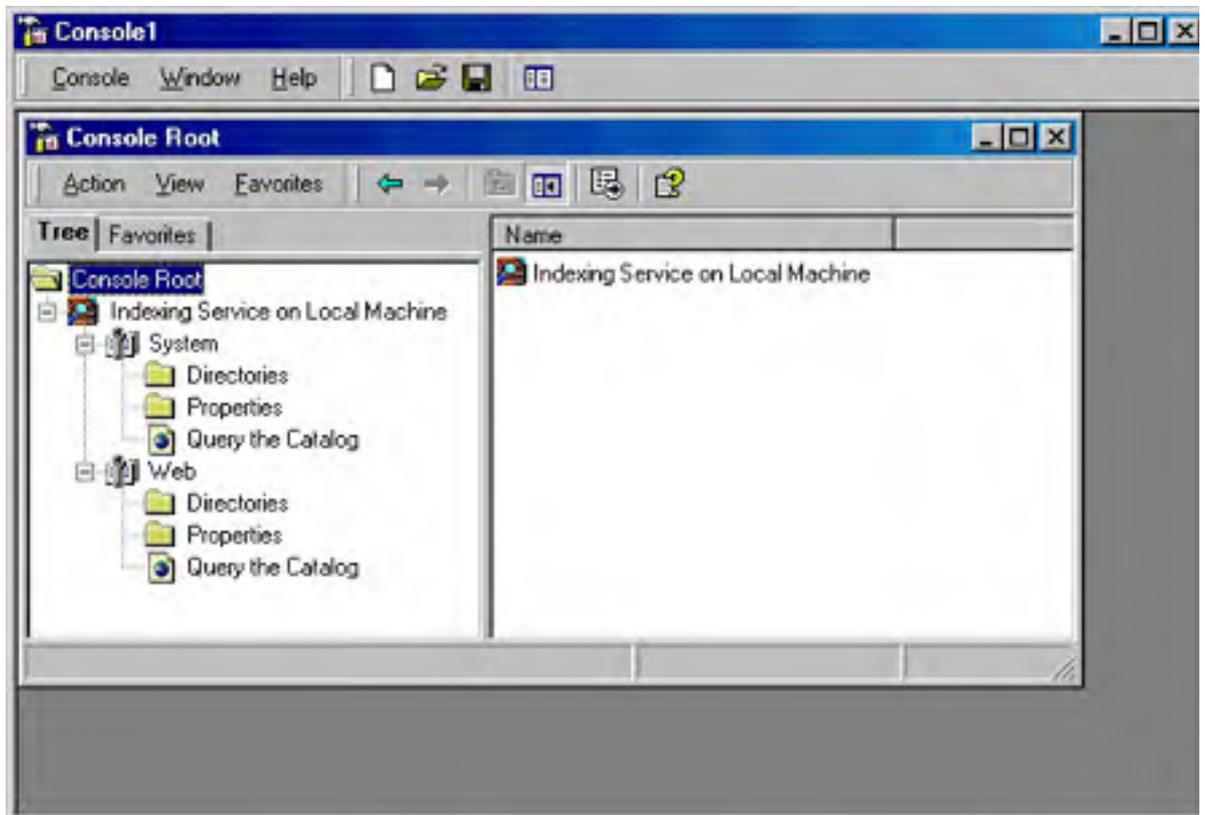 Console1
Console Window Help
Console Root
Action View Favorites
Tree Favorites
Name
Console Root
Indexing Service on Local Machine
System
Directories
Properties
Query the Catalog
Web
Directories
Properties
Query the Catalog
Indexing Service on Local Machine